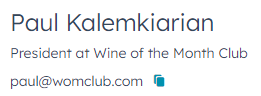 Paul Kalemkiarian
President at Wine of the Month Club
paul@womclub.com